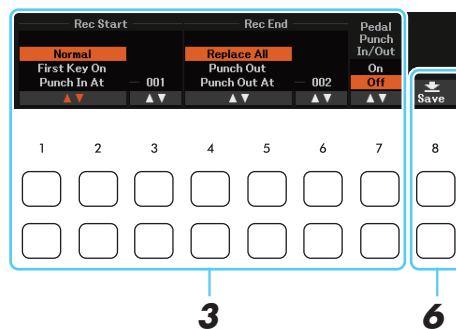 Rec Start Rec End Pedal
Punch
In/Out
Normal Replace All
First Key On Punch Out On
Punch In At 001 Punch Out At 002 Off
Save
1 2 3 4 5 6 7 8
3 6